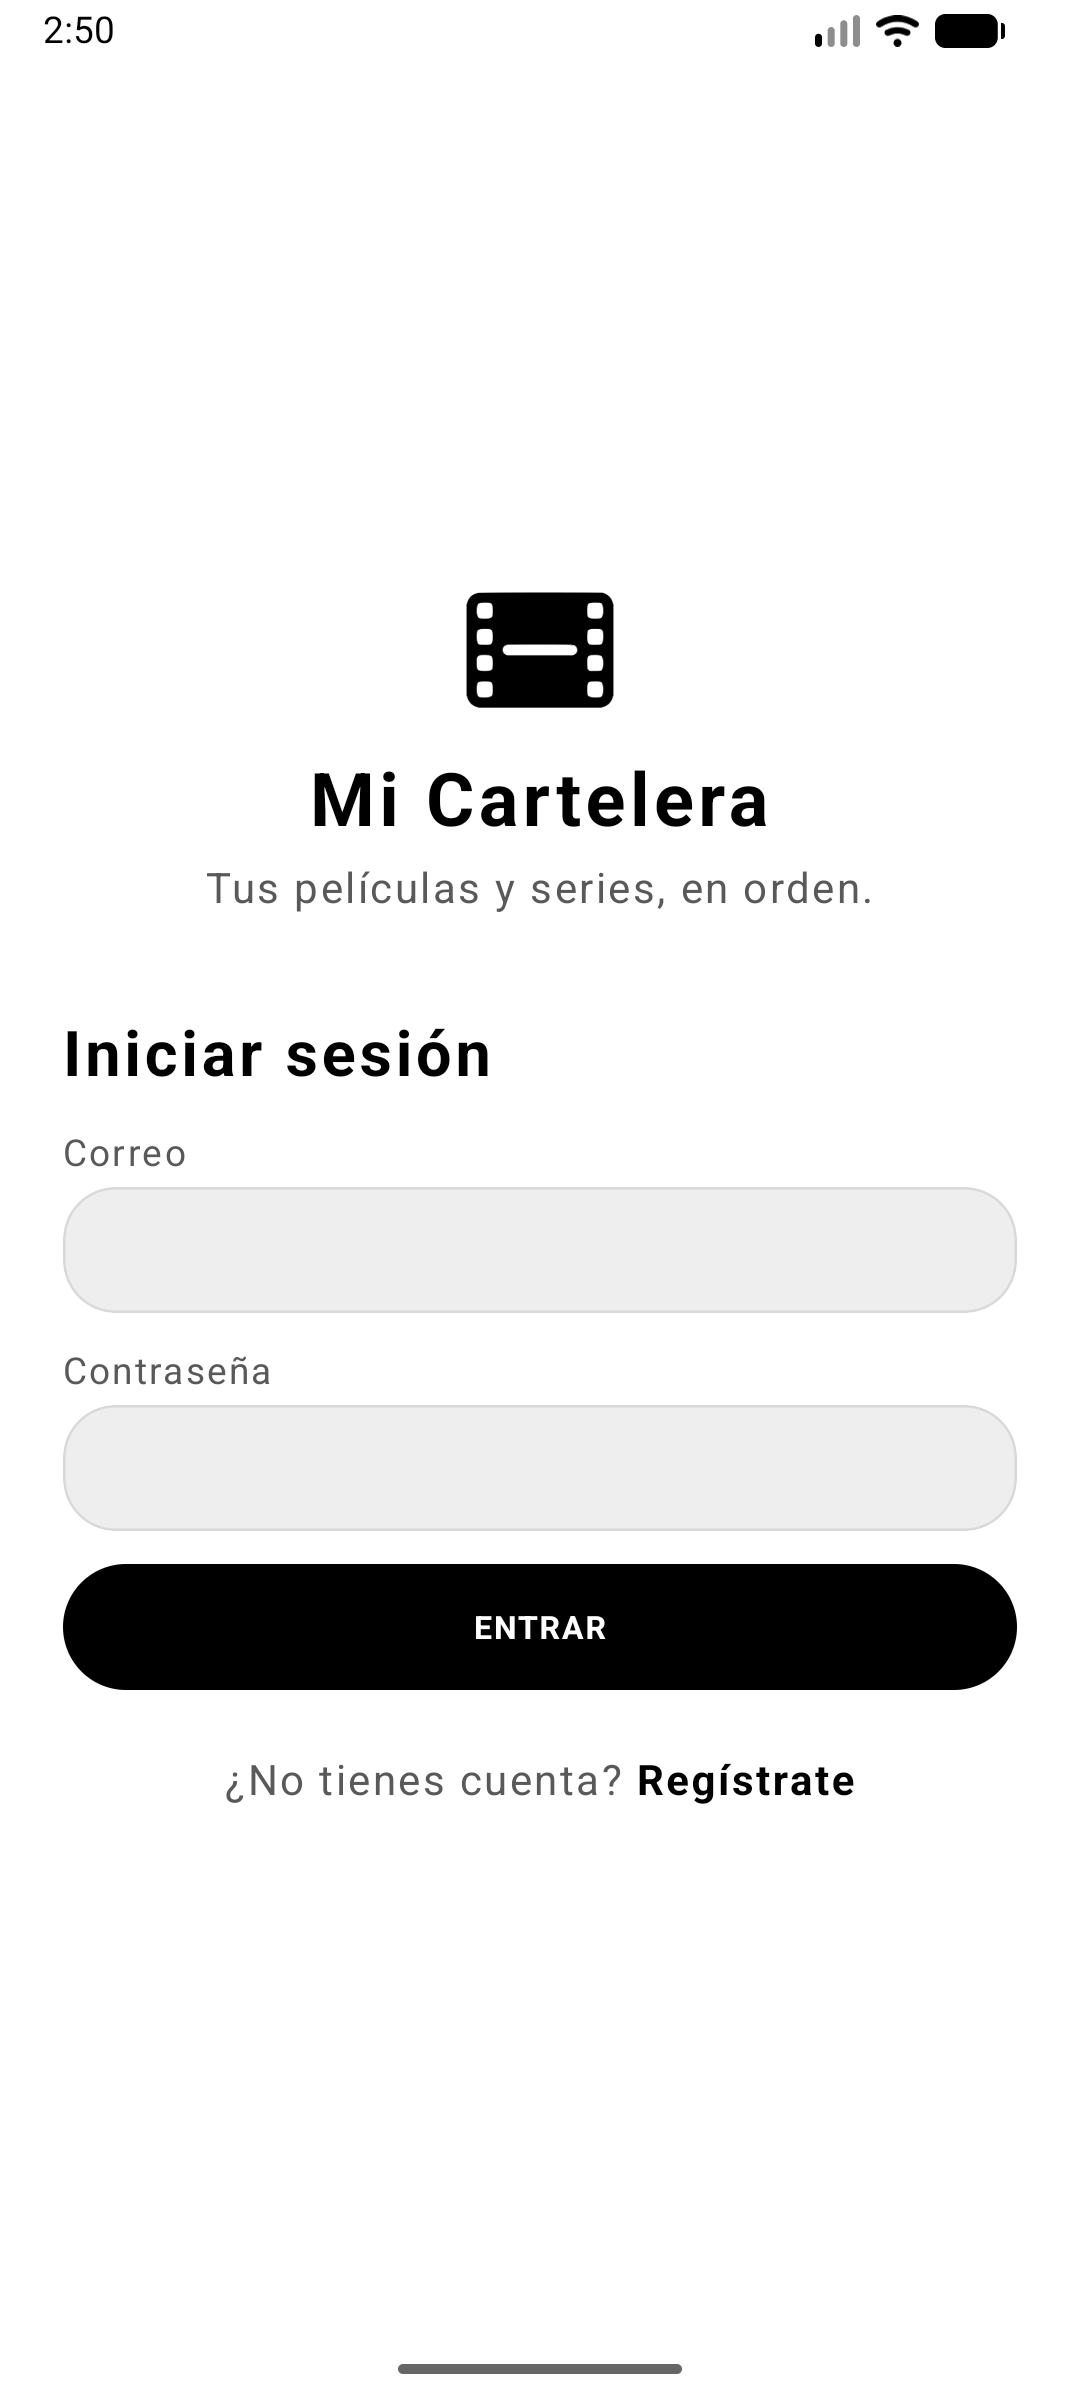 2:50
Mi Cartelera
Tus películas y series, en orden.
Iniciar sesión
Correo
Contraseña
ENTRAR
¿No tienes cuenta? Regístrate